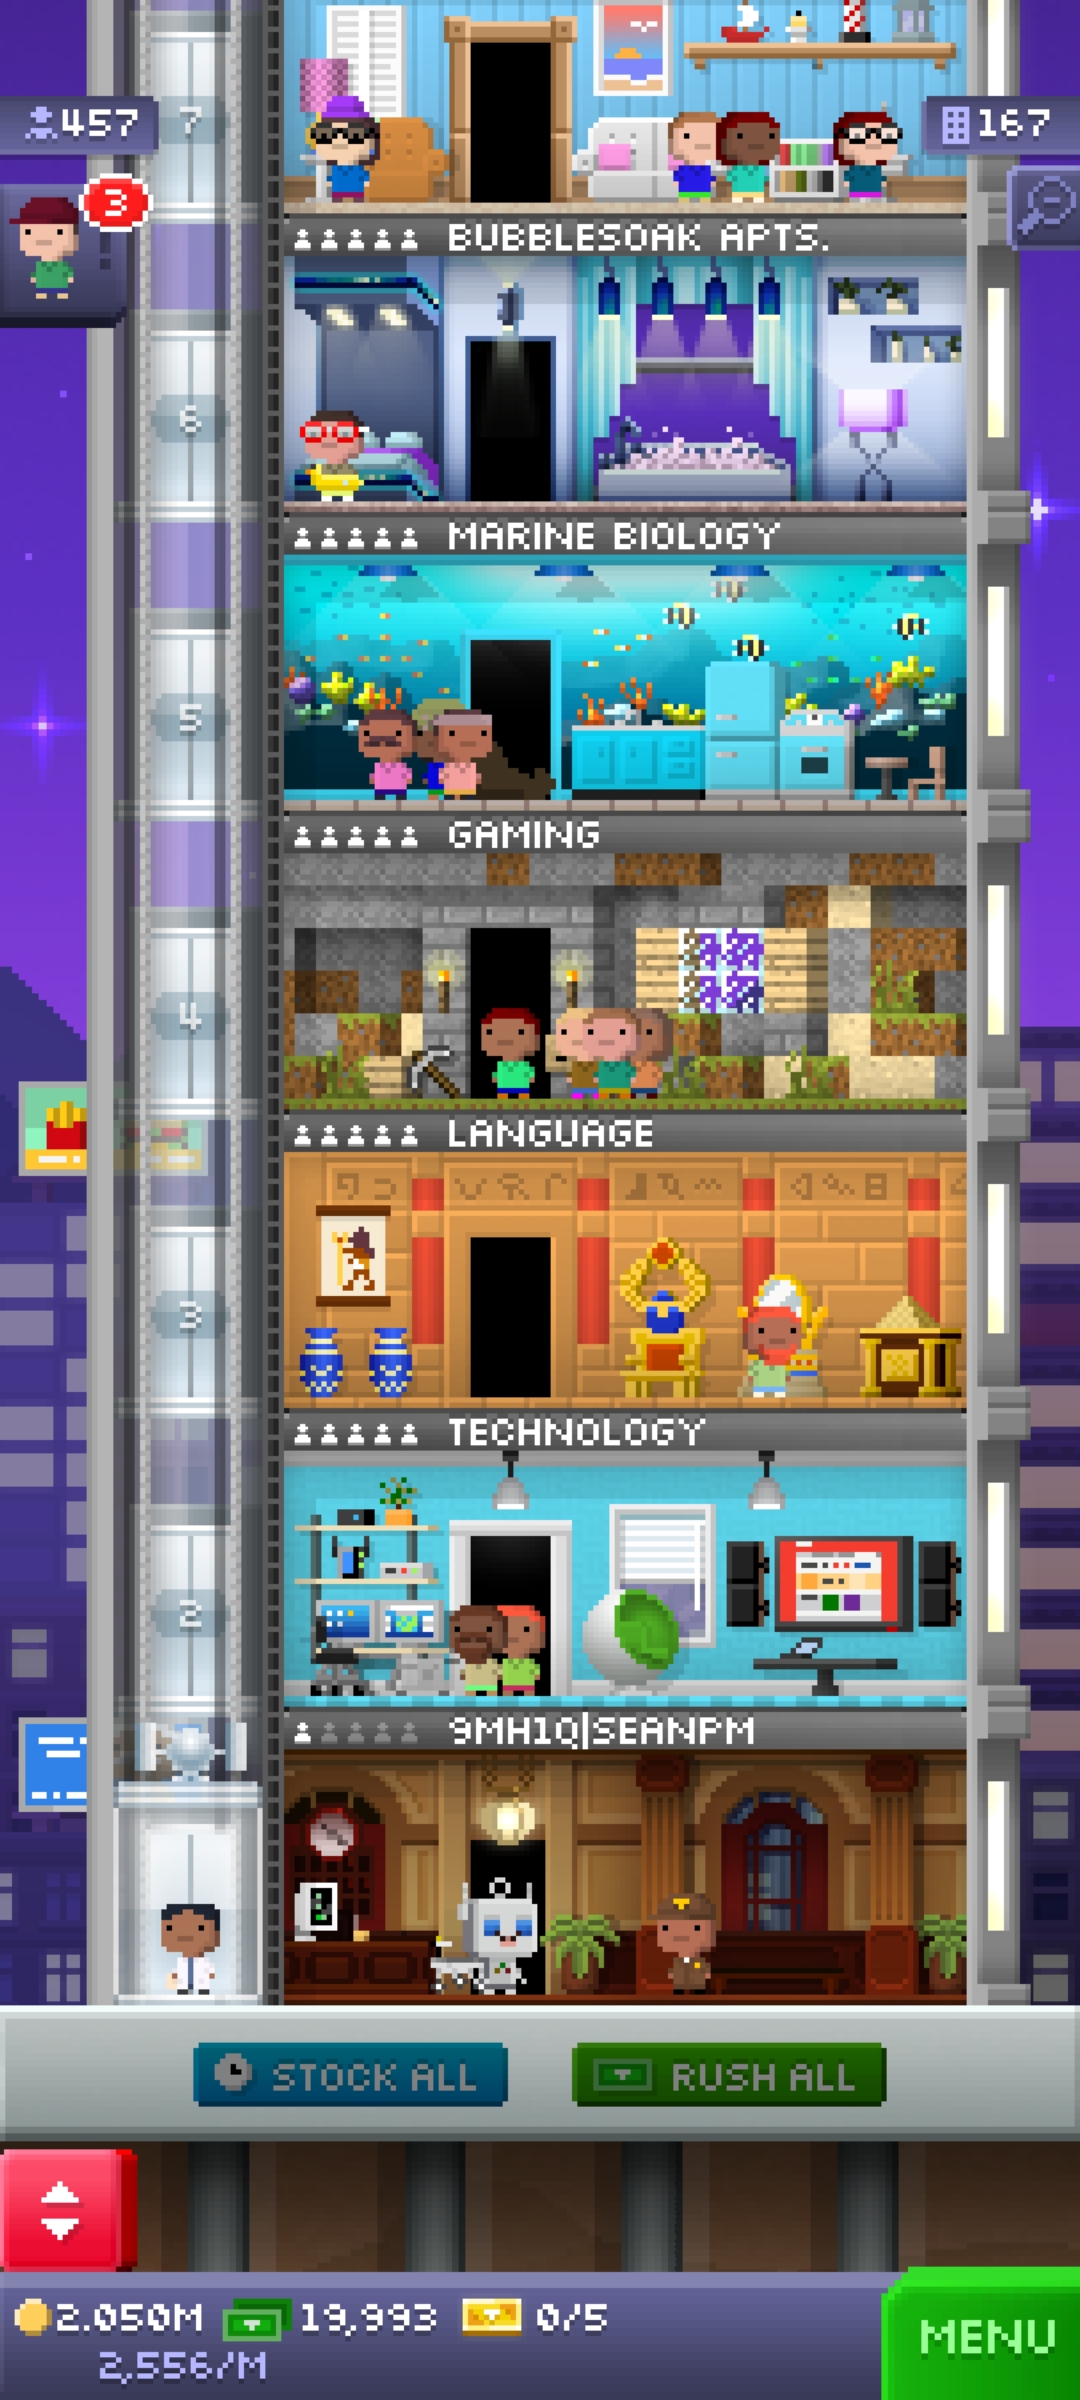 457
7
167
3
BUBBLESOAK APTS.
6
MARINE BIOLOGY
5
GAMING
4
LANGUAGE
3
TECHNOLOGY
2
9MH1Q|SEANPM
STOCK ALL
RUSH ALL
2.050M
19,993
0/5
MENU
2,556/M